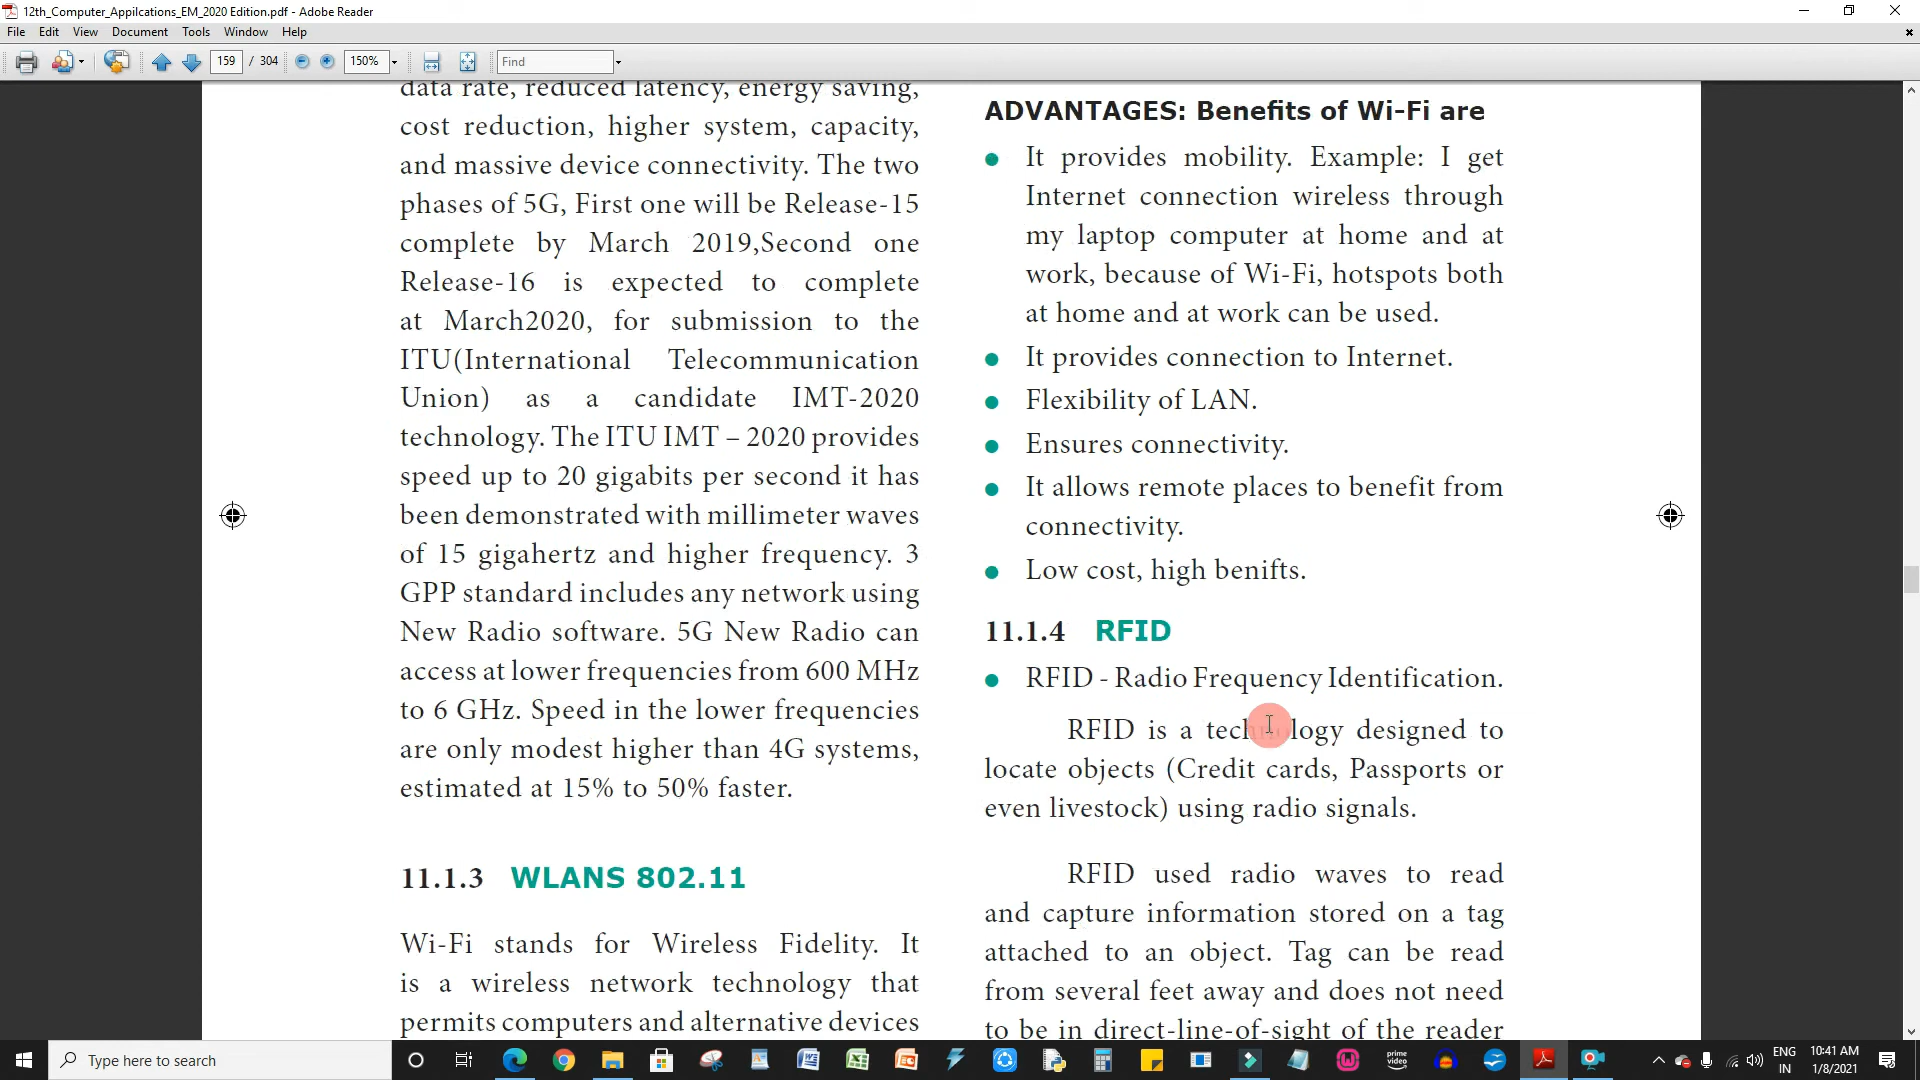 12th_Computer_Appilcations_EM_2020 Edition.pdf - Adobe Reader
File Edit View Document Tools Window Help
159 / 304 150% Find
data rate, reduced latency, energy saving,
cost reduction, higher system, capacity,
and massive device connectivity. The two
phases of 5G, First one will be Release-15
complete by March 2019,Second one
Release-16 is expected to complete
at March2020, for submission to the
ITU(International Telecommunication
Union) as a candidate IMT-2020
technology. The ITU IMT – 2020 provides
speed up to 20 gigabits per second it has
been demonstrated with millimeter waves
of 15 gigahertz and higher frequency. 3
GPP standard includes any network using
New Radio software. 5G New Radio can
access at lower frequencies from 600 MHz
to 6 GHz. Speed in the lower frequencies
are only modest higher than 4G systems,
estimated at 15% to 50% faster.
11.1.3 WLANS 802.11
Wi-Fi stands for Wireless Fidelity. It
is a wireless network technology that
permits computers and alternative devices
ADVANTAGES: Benefits of Wi-Fi are
• It provides mobility. Example: I get
Internet connection wireless through
my laptop computer at home and at
work, because of Wi-Fi, hotspots both
at home and at work can be used.
• It provides connection to Internet.
• Flexibility of LAN.
• Ensures connectivity.
• It allows remote places to benefit from
connectivity.
• Low cost, high benifts.
11.1.4 RFID
• RFID - Radio Frequency Identification.
RFID is a technology designed to
locate objects (Credit cards, Passports or
even livestock) using radio signals.
RFID used radio waves to read
and capture information stored on a tag
attached to an object. Tag can be read
from several feet away and does not need
to be in direct-line-of-sight of the reader
Type here to search
prime video
ENG
IN
10:41 AM
1/8/2021